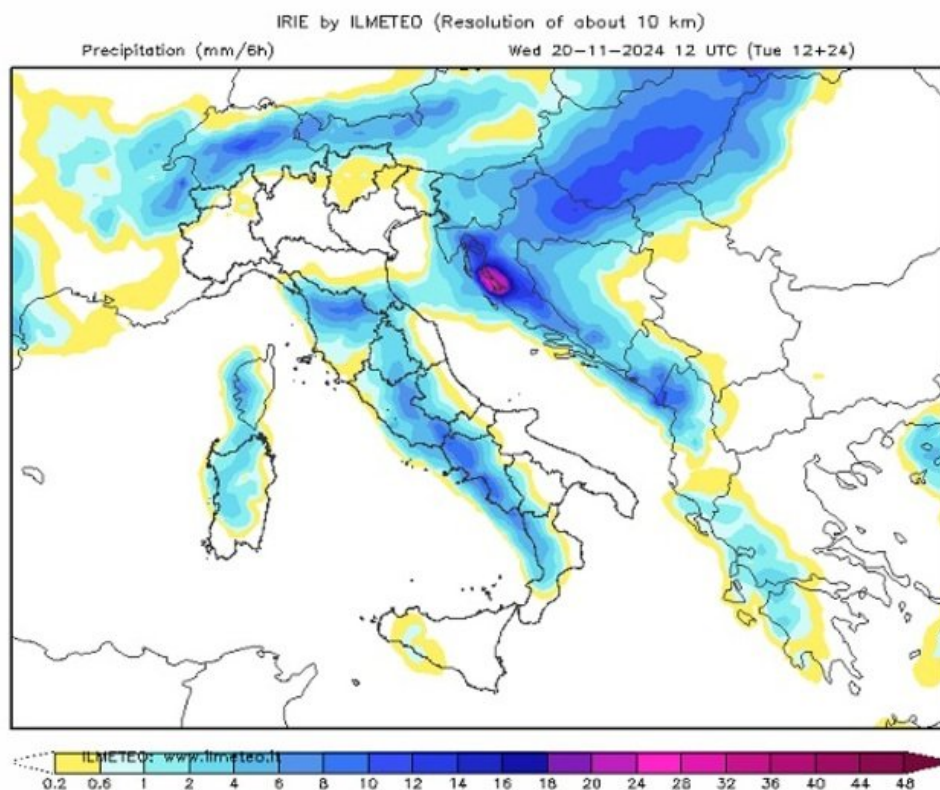 IRIE by ILMETEO (Resolution of about 10 km)
Precipitation (mm/6h) Wed 20-11-2024 12 UTC (Tue 12+24)
ILMETEO: www.ilmeteo.it
0.2 0.6 1 2 4 6 8 10 12 14 16 18 20 24 28 32 36 40 44 48